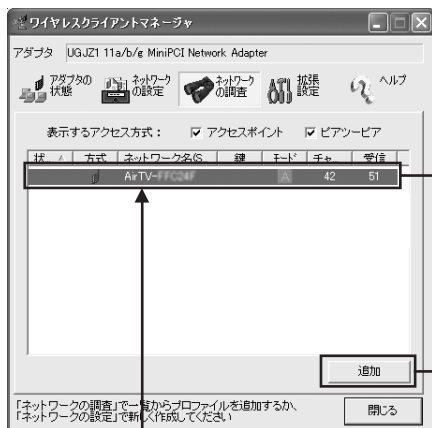 ワイヤレスクライアントマネージャ
アダプタ UGJZ1 11a/b/g MiniPCI Network Adapter
アダプタの状態 ネットワークの設定 ネットワークの調査 拡張設定 ヘルプ
表示するアクセス方式： アクセスポイント ピアツーピア
状 方式 ネットワーク名(S.. 鍵 モード チャ... 受信
AirTV- A 42 51
追加
「ネットワークの調査」で一覧からプロファイルを追加するか、
「ネットワークの設定」で新しく作成してください
閉じる